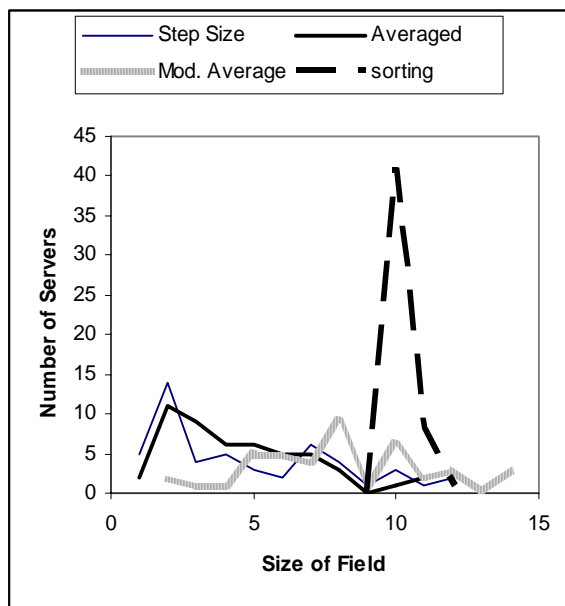 Step Size Averaged
Mod. Average sorting
45
40
35
30
25
20
15
10
5
0
Number of Servers
0 5 10 15
Size of Field